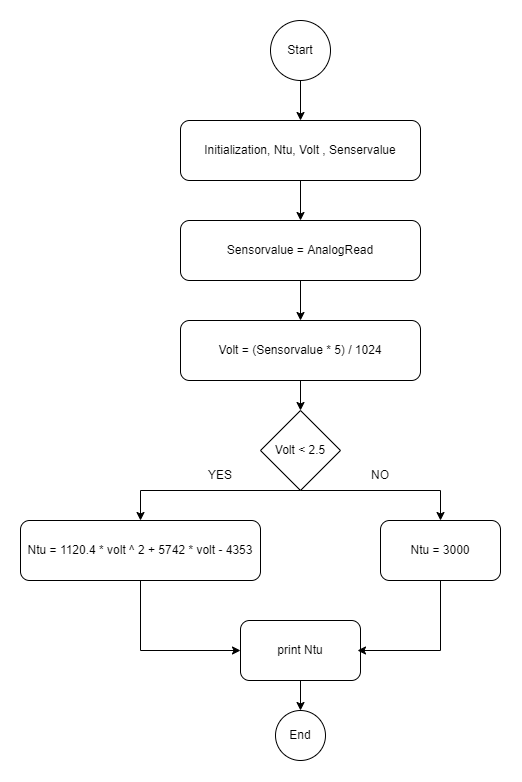 Start
Initialization, Ntu, Volt , Senservalue
Sensorvalue = AnalogRead
Volt = (Sensorvalue * 5) / 1024
Volt < 2.5
YES
NO
Ntu = 1120.4 * volt ^ 2 + 5742 * volt - 4353
Ntu = 3000
print Ntu
End